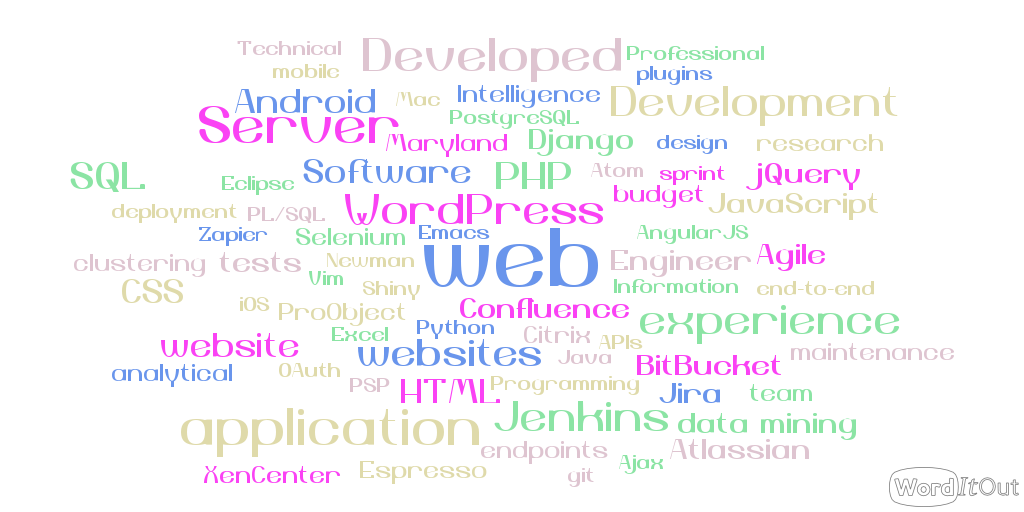 Technical
Developed
Professional
mobile
plugins
Android
Mac
Intelligence
Development
Server
PostgreSQL
Maryland
Django
design
research
SQL
Eclipse
Software
PHP
Atom
sprint
jQuery
budget
deployment
PL/SQL
WordPress
JavaScript
Zapier
Selenium
Emacs
web
AngularJS
clustering
tests
Newman
Engineer
Agile
Vim
CSS
Shiny
Information
end-to-end
iOS
ProObject
Confluence
experience
Excel
Python
Citrix
APIs
website
websites
Java
BitBucket
maintenance
analytical
OAuth
PSP
HTML
Programming
Jira
team
application
Jenkins
data mining
endpoints
Atlassian
XenCenter
Espresso
git
Ajax
WordItOut